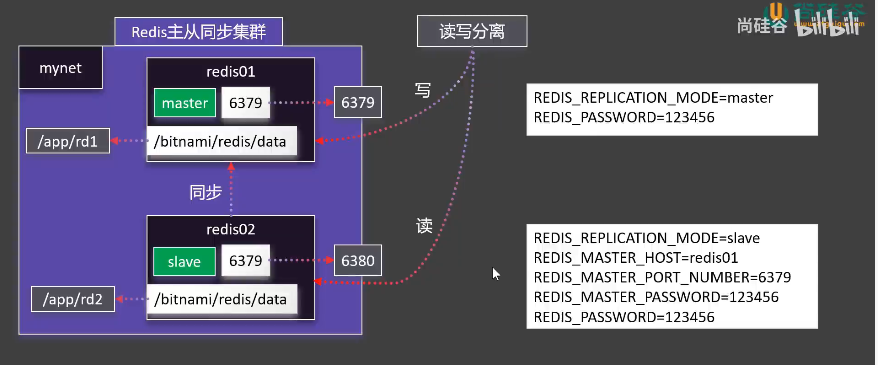 Redis主从同步集群
读写分离
尚硅谷
bilibili
mynet
redis01
master
6379
6379
/app/rd1
/bitnami/redis/data
写
REDIS_REPLICATION_MODE=master
REDIS_PASSWORD=123456
同步
读
redis02
slave
6379
6380
/app/rd2
/bitnami/redis/data
REDIS_REPLICATION_MODE=slave
REDIS_MASTER_HOST=redis01
REDIS_MASTER_PORT_NUMBER=6379
REDIS_MASTER_PASSWORD=123456
REDIS_PASSWORD=123456